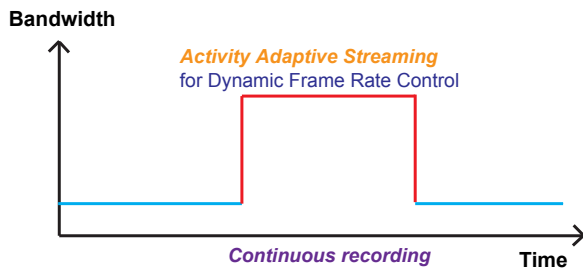 Bandwidth
Activity Adaptive Streaming
for Dynamic Frame Rate Control
Continuous recording
Time